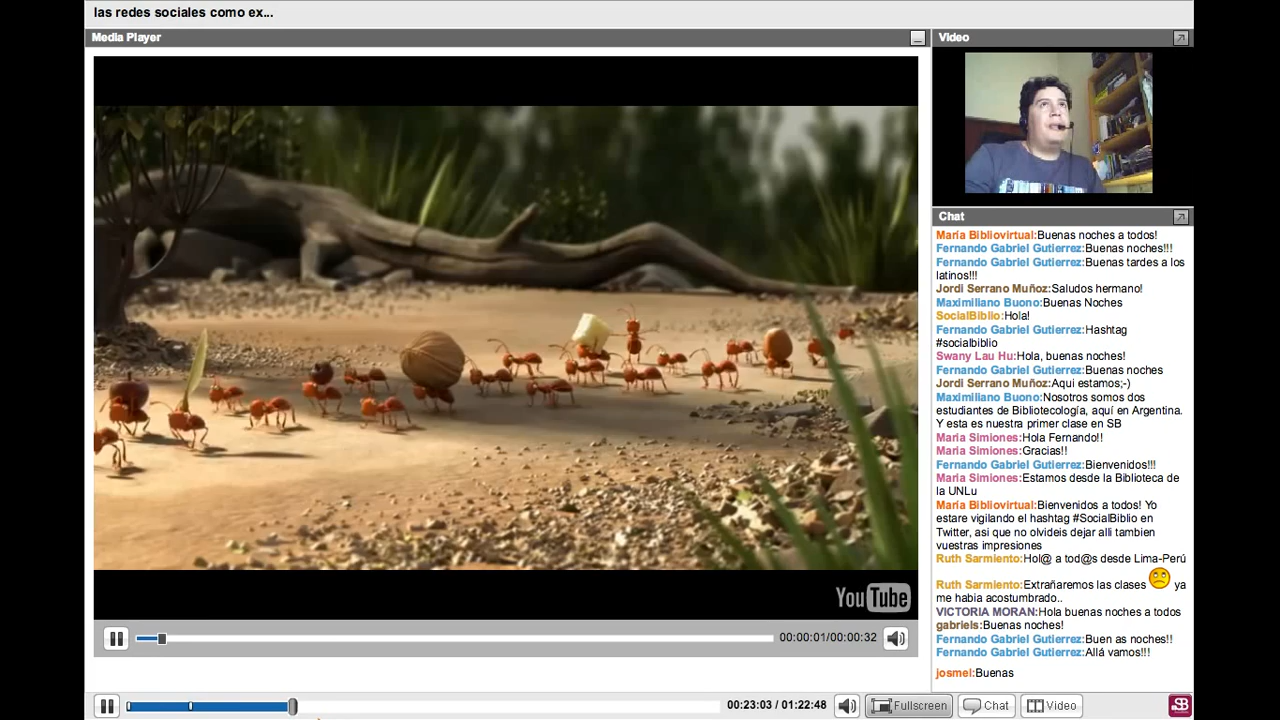 las redes sociales como ex...
Media Player
Video
YouTube
00:00:01/00:00:32
Chat
María Bibliovirtual:Buenas noches a todos!
Fernando Gabriel Gutierrez:Buenas noches!!!
Fernando Gabriel Gutierrez:Buenas tardes a los
latinos!!!
Jordi Serrano Muñoz:Saludos hermano!
Maximiliano Buono:Buenas Noches
SocialBiblio:Hola!
Fernando Gabriel Gutierrez:Hashtag
#socialbiblio
Swany Lau Hu:Hola, buenas noches!
Fernando Gabriel Gutierrez:Buenas noches
Jordi Serrano Muñoz:Aqui estamos;-)
Maximiliano Buono:Nosotros somos dos
estudiantes de Bibliotecología, aquí en Argentina.
Y esta es nuestra primer clase en SB
Maria Simiones:Hola Fernando!!
Maria Simiones:Gracias!!
Fernando Gabriel Gutierrez:Bienvenidos!!!
Maria Simiones:Estamos desde la Biblioteca de
la UNLu
María Bibliovirtual:Bienvenidos a todos! Yo
estare vigilando el hashtag #SocialBiblio en
Twitter, asi que no olvideis dejar alli tambien
vuestras impresiones
Ruth Sarmiento:Hol@ a tod@s desde Lima-Perú
Ruth Sarmiento:Extrañaremos las clases ya
me habia acostumbrado..
VICTORIA MORAN:Hola buenas noches a todos
gabriels:Buenas noches!
Fernando Gabriel Gutierrez:Buen as noches!!
Fernando Gabriel Gutierrez:Allá vamos!!!
josmel:Buenas
00:23:03 / 01:22:48
Fullscreen
Chat
Video
SB